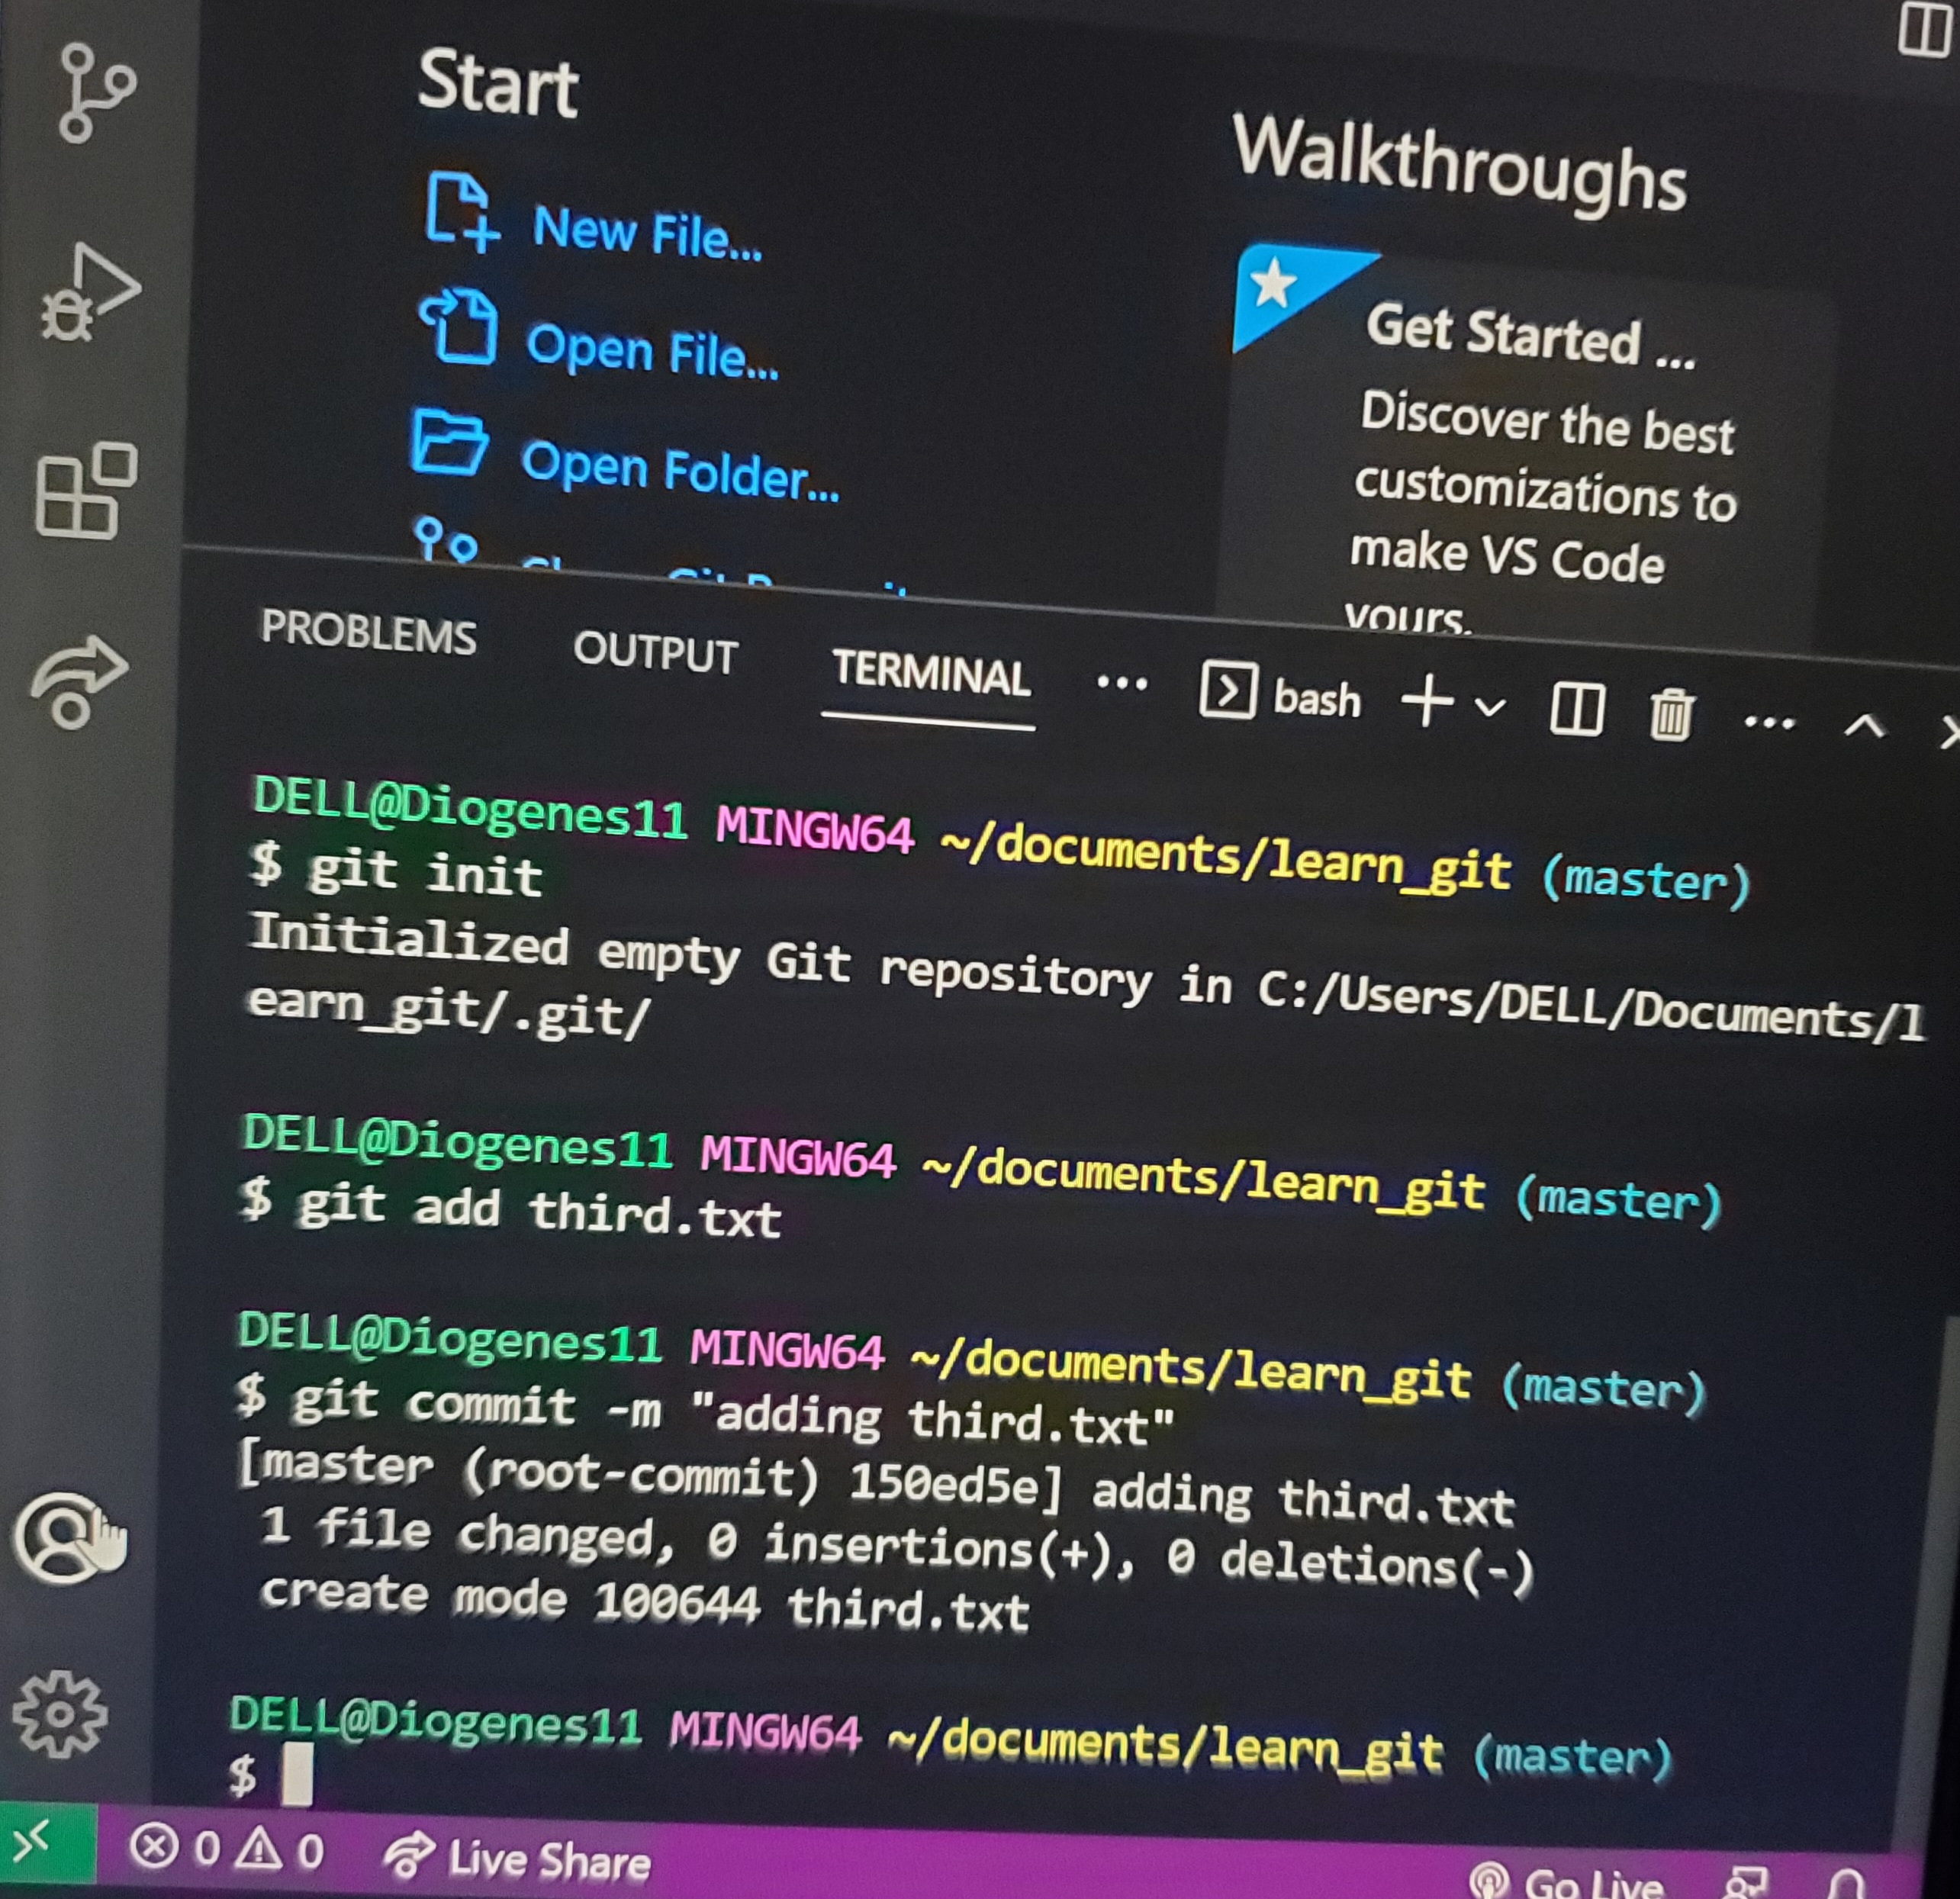 Start
New File...
Open File...
Open Folder...
Walkthroughs
Get Started ...
Discover the best
customizations to
make VS Code
yours.
PROBLEMS OUTPUT TERMINAL ... bash
DELL@Diogenes11 MINGW64 ~/documents/learn_git (master)
$ git init
Initialized empty Git repository in C:/Users/DELL/Documents/l
earn_git/.git/
DELL@Diogenes11 MINGW64 ~/documents/learn_git (master)
$ git add third.txt
DELL@Diogenes11 MINGW64 ~/documents/learn_git (master)
$ git commit -m "adding third.txt"
[master (root-commit) 150ed5e] adding third.txt
1 file changed, 0 insertions(+), 0 deletions(-)
create mode 100644 third.txt
DELL@Diogenes11 MINGW64 ~/documents/learn_git (master)
$
0 0 Live Share Go Live